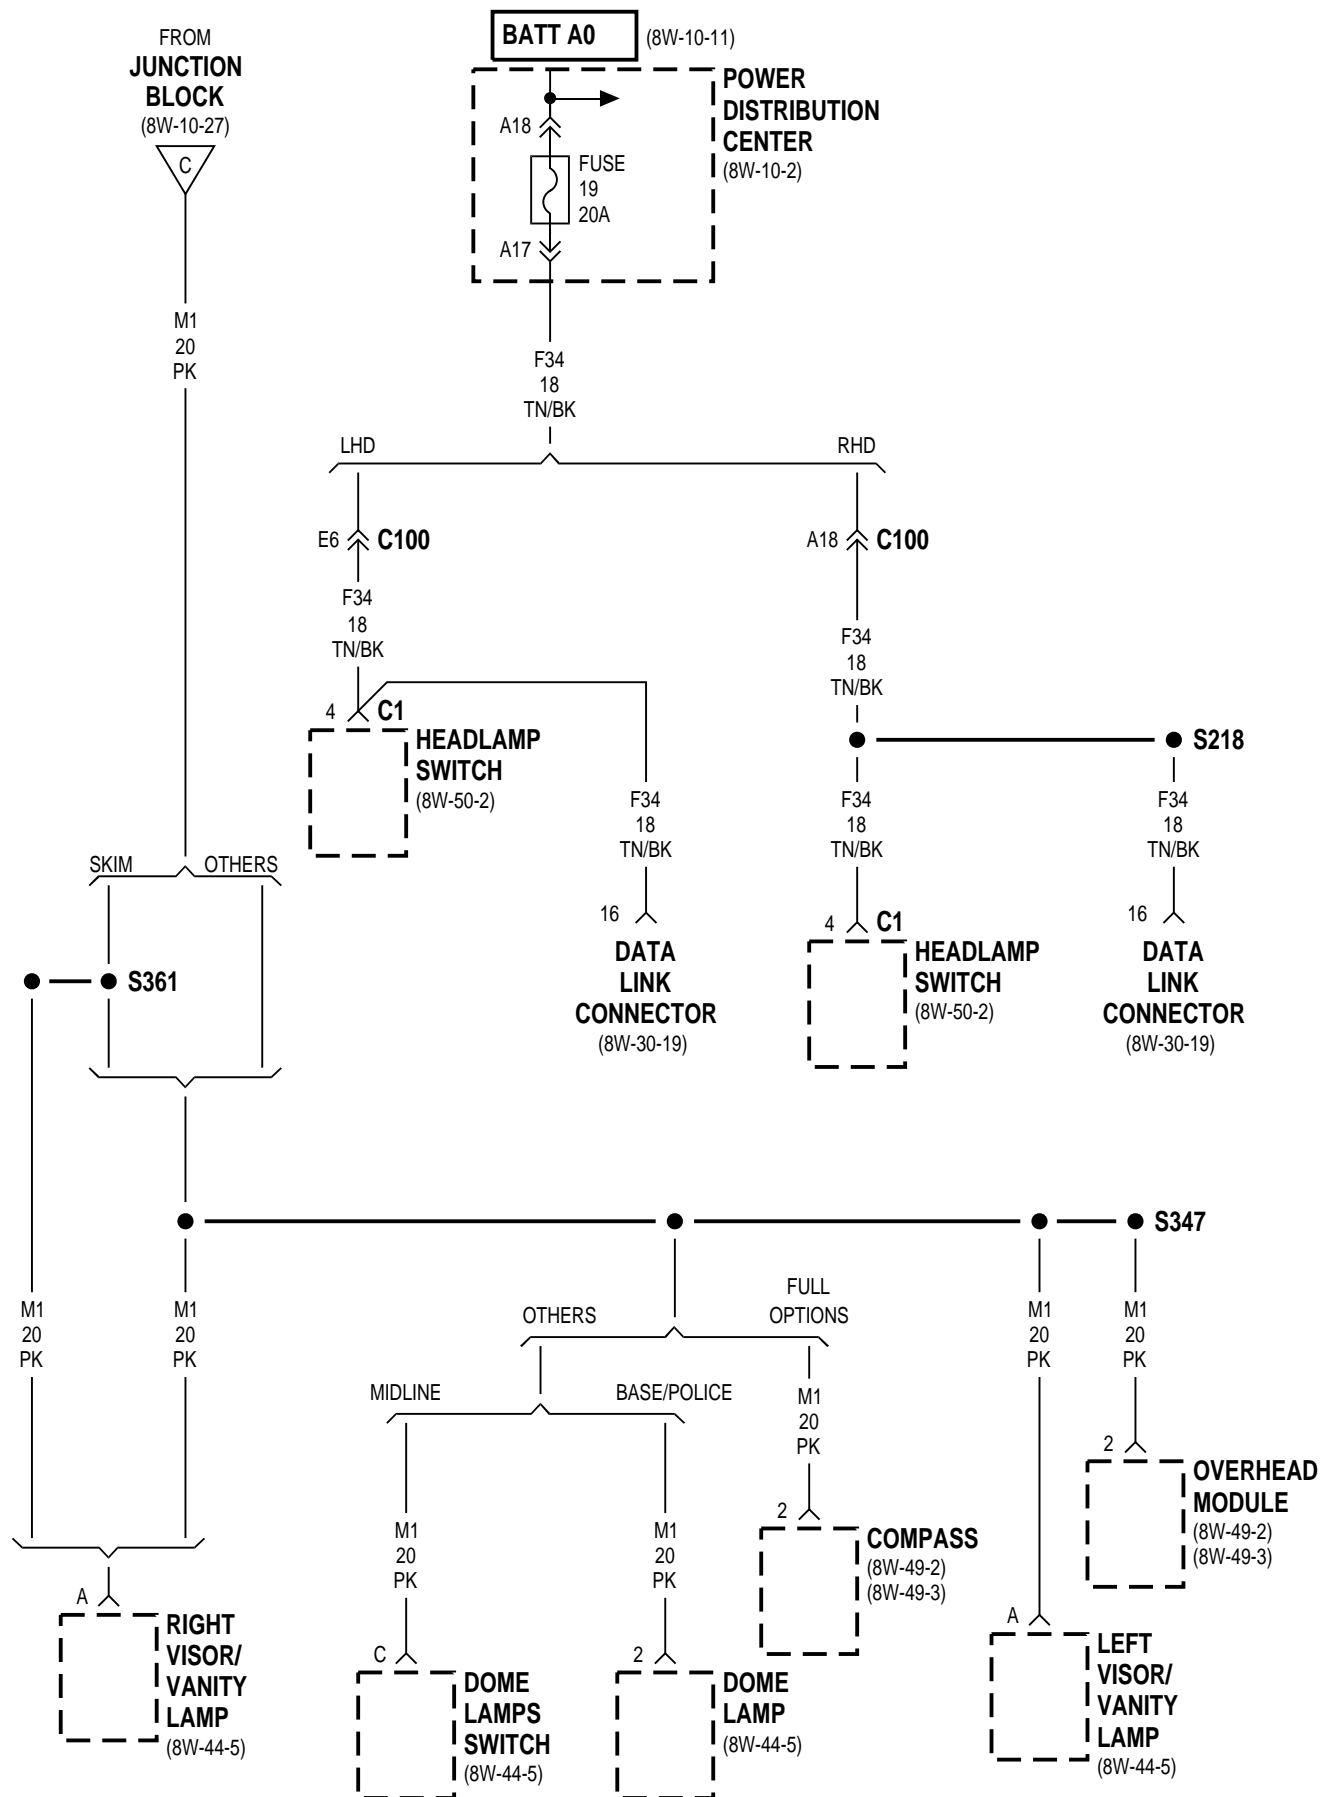 FROM
JUNCTION
BLOCK
(8W-10-27)
C
BATT A0
(8W-10-11)
POWER
DISTRIBUTION
CENTER
(8W-10-2)
A18
FUSE
19
20A
A17
M1
20
PK
F34
18
TN/BK
LHD
RHD
E6
C100
A18
C100
F34
18
TN/BK
F34
18
TN/BK
4
C1
HEADLAMP
SWITCH
(8W-50-2)
S218
F34
18
TN/BK
F34
18
TN/BK
F34
18
TN/BK
SKIM
OTHERS
16
DATA
LINK
CONNECTOR
(8W-30-19)
4
C1
HEADLAMP
SWITCH
(8W-50-2)
16
DATA
LINK
CONNECTOR
(8W-30-19)
S361
S347
M1
20
PK
M1
20
PK
OTHERS
FULL
OPTIONS
M1
20
PK
M1
20
PK
MIDLINE
BASE/POLICE
M1
20
PK
2
OVERHEAD
MODULE
(8W-49-2)
(8W-49-3)
M1
20
PK
M1
20
PK
2
COMPASS
(8W-49-2)
(8W-49-3)
A
RIGHT
VISOR/
VANITY
LAMP
(8W-44-5)
C
DOME
LAMPS
SWITCH
(8W-44-5)
2
DOME
LAMP
(8W-44-5)
A
LEFT
VISOR/
VANITY
LAMP
(8W-44-5)